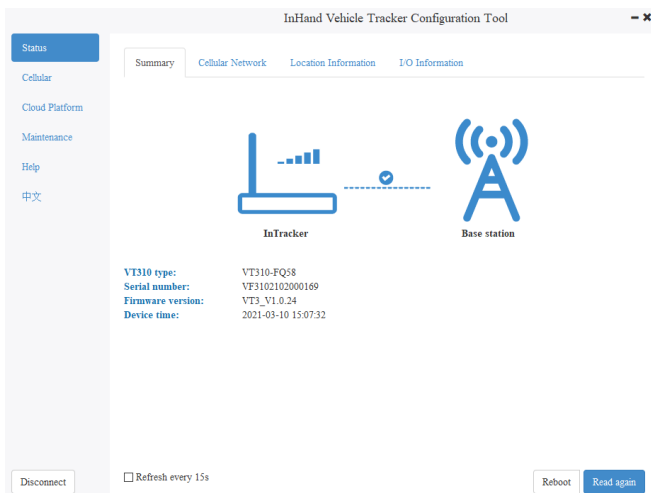 InHand Vehicle Tracker Configuration Tool
Status
Cellular
Cloud Platform
Maintenance
Help
中文
Summary Cellular Network Location Information I/O Information
InTracker Base station
VT310 type: VT310-FQ58
Serial number: VF3102102000169
Firmware version: VT3_V1.0.24
Device time: 2021-03-10 15:07:32
Disconnect Refresh every 15s Reboot Read again